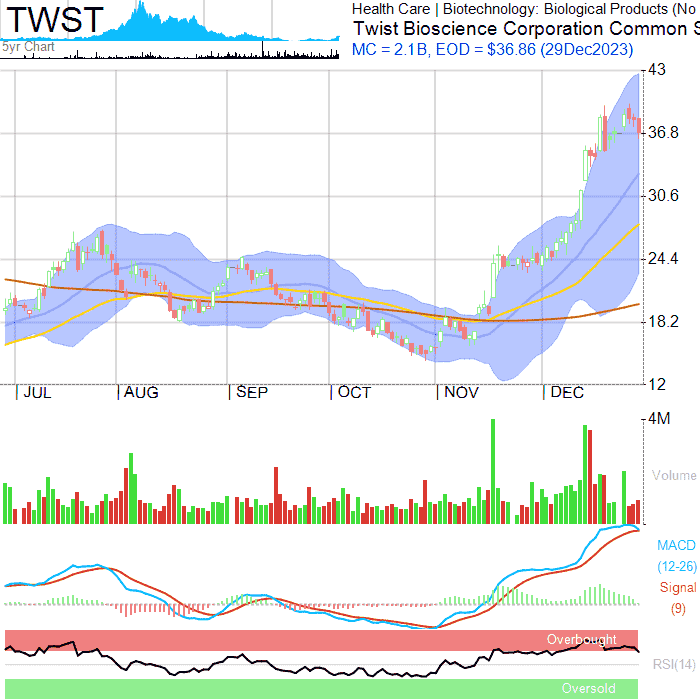 TWST
5yr Chart
Health Care | Biotechnology: Biological Products (No
Twist Bioscience Corporation Common S
MC = 2.1B, EOD = $36.86 (29Dec2023)
43
36.8
30.6
24.4
18.2
12
JUL AUG SEP OCT NOV DEC
4M
Volume
MACD
(12-26)
Signal
(9)
Overbought
RSI(14)
Oversold